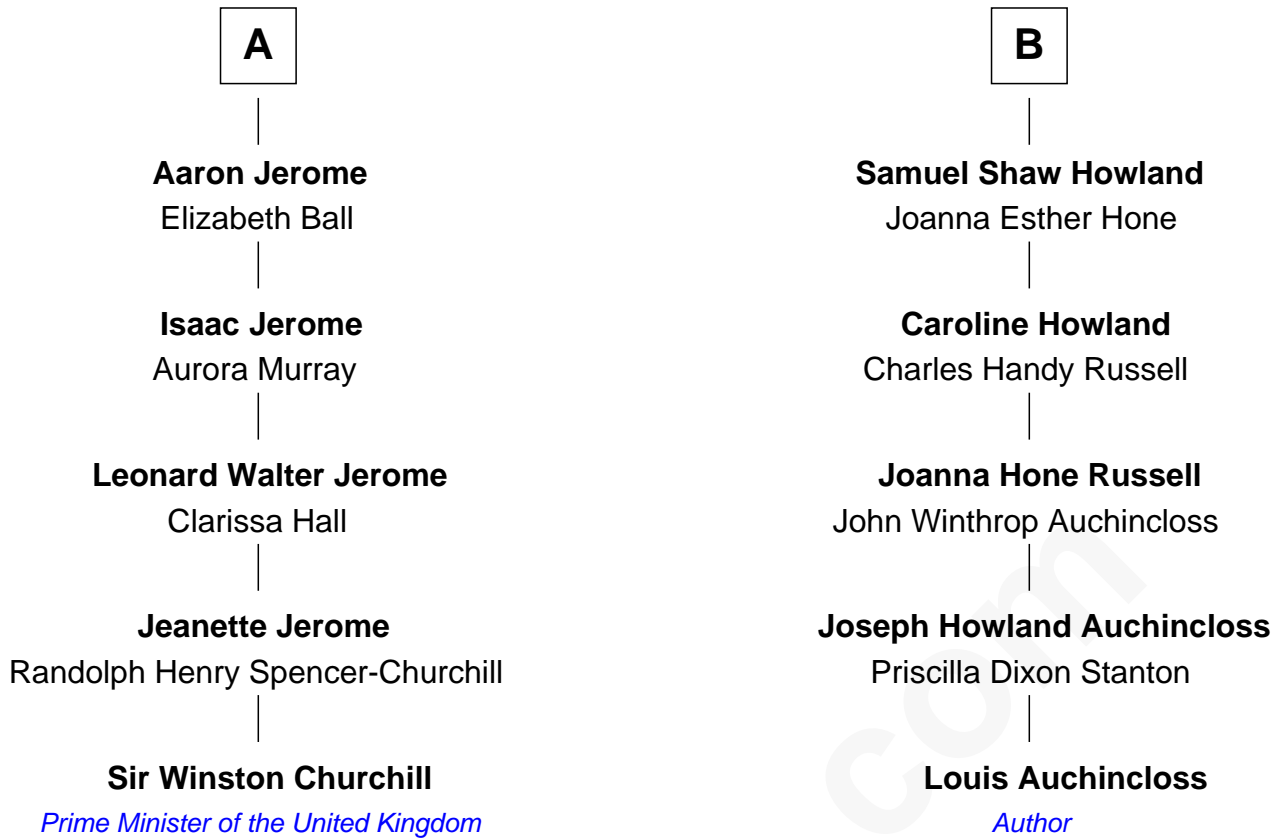 A
Aaron Jerome
Elizabeth Ball
Isaac Jerome
Aurora Murray
Leonard Walter Jerome
Clarissa Hall
Jeanette Jerome
Randolph Henry Spencer-Churchill
Sir Winston Churchill
Prime Minister of the United Kingdom
B
Samuel Shaw Howland
Joanna Esther Hone
Caroline Howland
Charles Handy Russell
Joanna Hone Russell
John Winthrop Auchincloss
Joseph Howland Auchincloss
Priscilla Dixon Stanton
Louis Auchincloss
Author
com